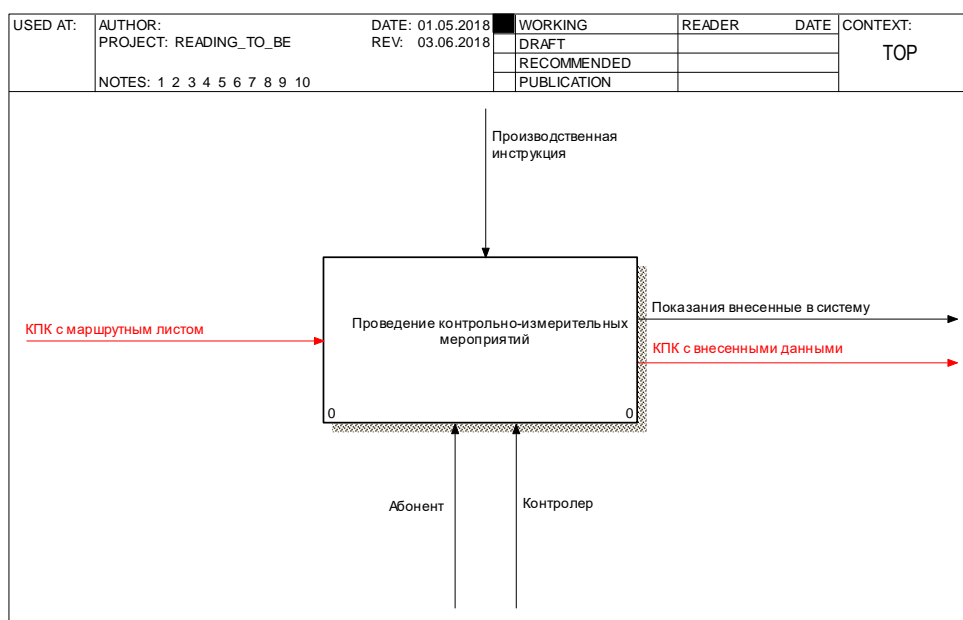 USED AT: AUTHOR: DATE: 01.05.2018 WORKING READER DATE CONTEXT:
PROJECT: READING_TO_BE REV: 03.06.2018 DRAFT
RECOMMENDED
TOP
NOTES: 1 2 3 4 5 6 7 8 9 10 PUBLICATION
Производственная
инструкция
КПК с маршрутным листом
Проведение контрольно-измерительных
мероприятий
0 0
Показания внесенные в систему
КПК с внесенными данными
Абонент
Контролер